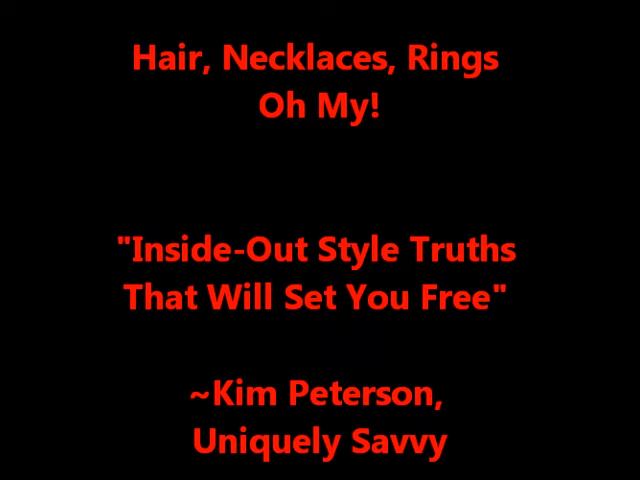 Hair, Necklaces, Rings
Oh My!
"Inside-Out Style Truths
That Will Set You Free"
~Kim Peterson,
Uniquely Savvy